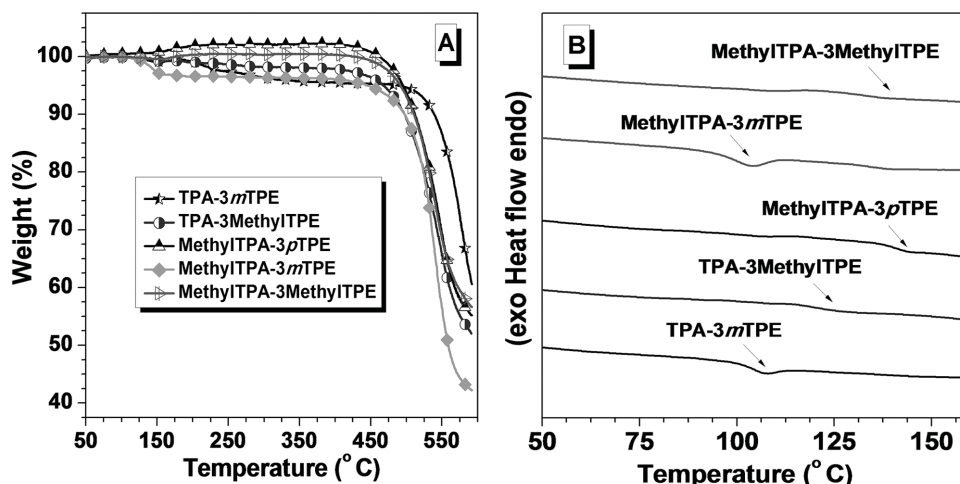 A
Weight (%)
100
90
80
70
60
50
40
TPA-3mTPE
TPA-3MethylTPE
MethylTPA-3pTPE
MethylTPA-3mTPE
MethylTPA-3MethylTPE
50 150 250 350 450 550
Temperature (°C)
B
(exo Heat flow endo)
MethylTPA-3MethylTPE
MethylTPA-3mTPE
MethylTPA-3pTPE
TPA-3MethylTPE
TPA-3mTPE
50 75 100 125 150
Temperature (°C)